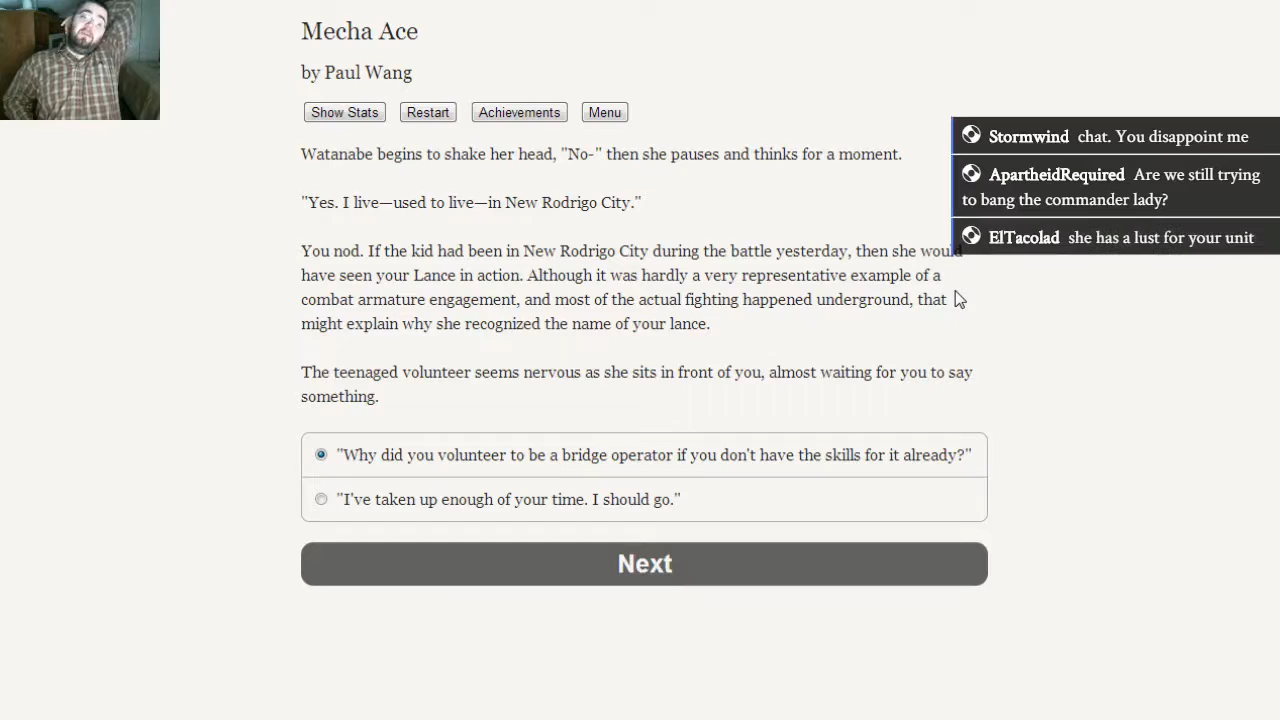 Mecha Ace
by Paul Wang
Show Stats Restart Achievements Menu
Watanabe begins to shake her head, "No-" then she pauses and thinks for a moment.
"Yes. I live—used to live—in New Rodrigo City."
You nod. If the kid had been in New Rodrigo City during the battle yesterday, then she would
have seen your Lance in action. Although it was hardly a very representative example of a
combat armature engagement, and most of the actual fighting happened underground, that
might explain why she recognized the name of your lance.
The teenaged volunteer seems nervous as she sits in front of you, almost waiting for you to say
something.
"Why did you volunteer to be a bridge operator if you don't have the skills for it already?"
"I've taken up enough of your time. I should go."
Next
Stormwind chat. You disappoint me
ApartheidRequired Are we still trying
to bang the commander lady?
ElTacolad she has a lust for your unit